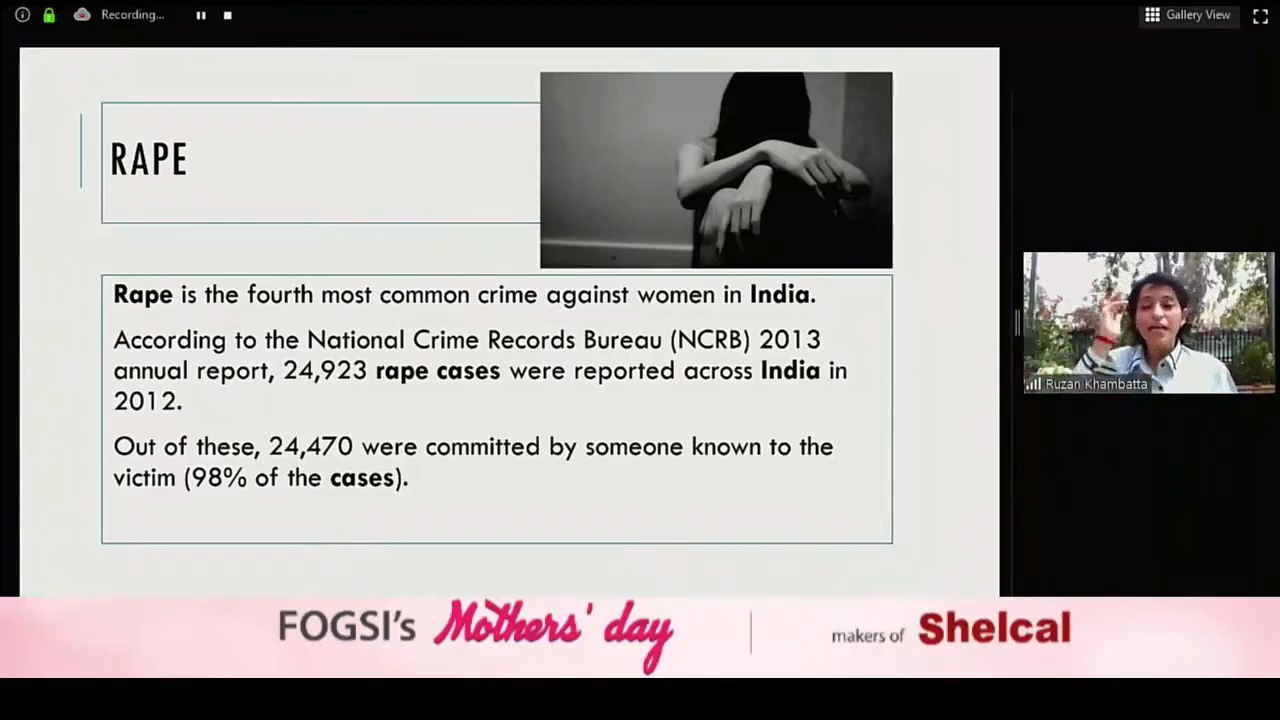 Recording...
Gallery View
RAPE
Rape is the fourth most common crime against women in India.
According to the National Crime Records Bureau (NCRB) 2013
annual report, 24,923 rape cases were reported across India in
2012.
Out of these, 24,470 were committed by someone known to the
victim (98% of the cases).
Ruzan Khambatta
FOGSI's Mothers' day
makers of Shelcal